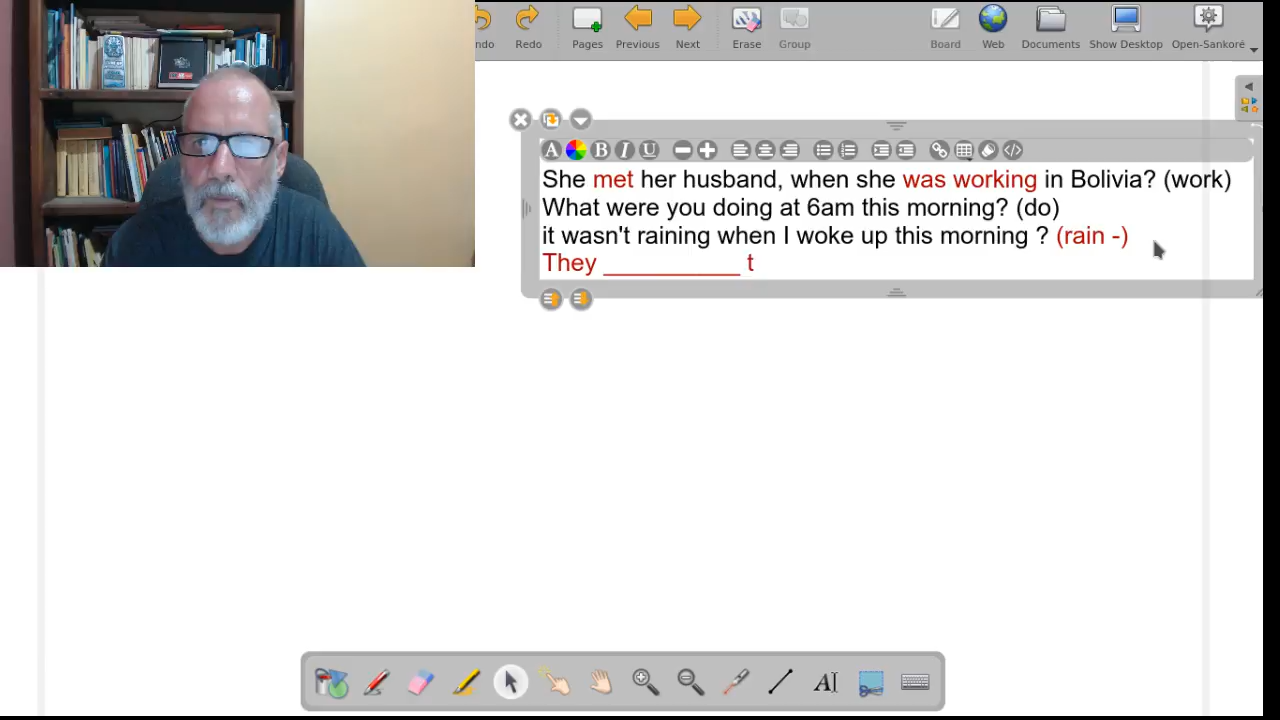 ndo
Redo
Pages
Previous
Next
Erase
Group
Board
Web
Documents
Show Desktop
Open-Sankoré
She met her husband, when she was working in Bolivia? (work)
What were you doing at 6am this morning? (do)
it wasn't raining when I woke up this morning ? (rain -)
They __________ t